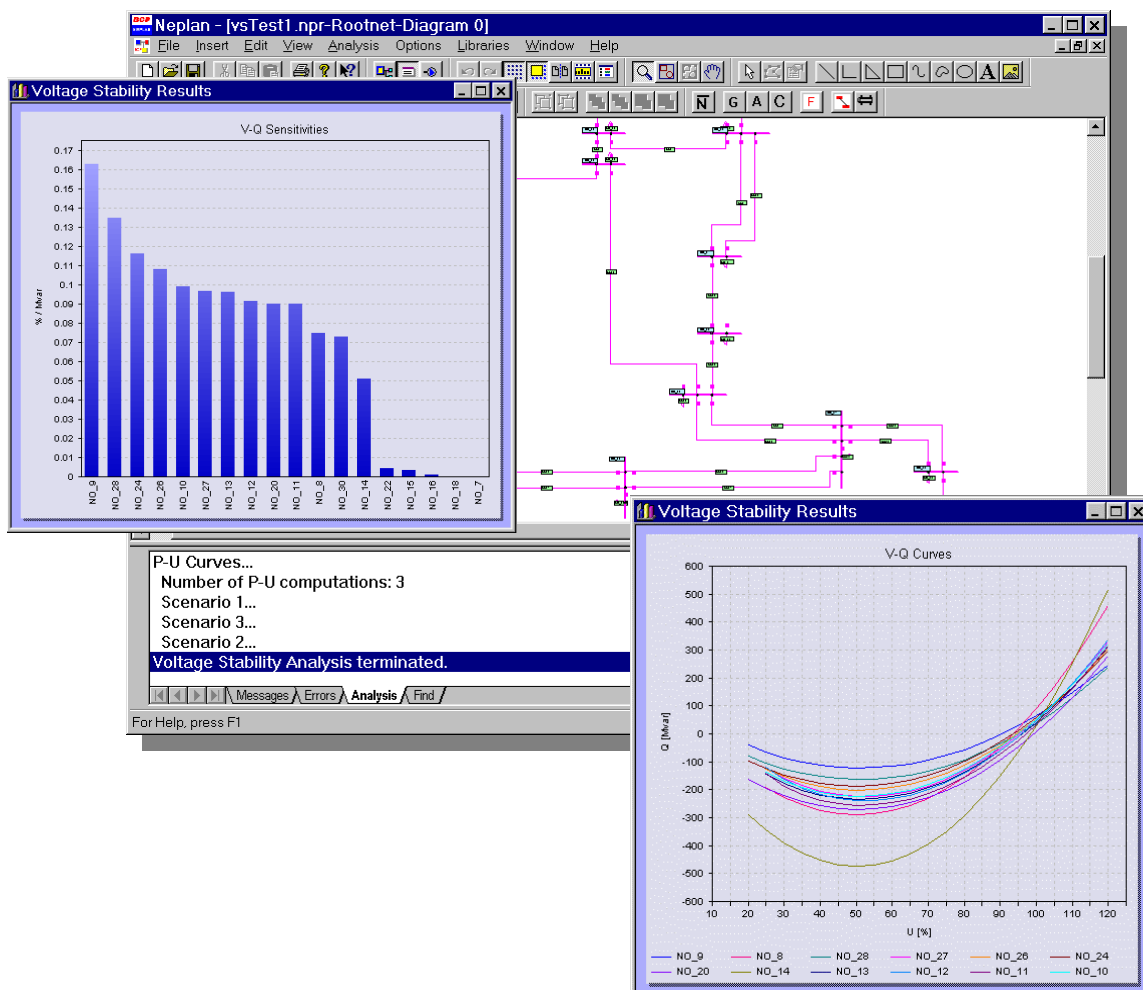 Neplan - [vsTest1.npr-Rootnet-Diagram 0]
File Insert Edit View Analysis Options Libraries Window Help
N G A C F
Voltage Stability Results
V-Q Sensitivities
0.17
0.16
0.15
0.14
0.13
0.12
0.11
0.1
0.09
0.08
0.07
0.06
0.05
0.04
0.03
0.02
0.01
0
% / Mvar
NO_9 NO_28 NO_24 NO_26 NO_10 NO_27 NO_13 NO_12 NO_20 NO_11 NO_8 NO_30 NO_14 NO_22 NO_15 NO_16 NO_18 NO_7
P-U Curves...
Number of P-U computations: 3
Scenario 1...
Scenario 3...
Scenario 2...
Voltage Stability Analysis terminated.
Messages Errors Analysis Find
For Help, press F1
Voltage Stability Results
V-Q Curves
600
500
400
300
200
100
0
-100
-200
-300
-400
-500
-600
Q [Mvar]
10 20 30 40 50 60 70 80 90 100 110 120
U [%]
NO_9 NO_8 NO_28 NO_27 NO_26 NO_24
NO_20 NO_14 NO_13 NO_12 NO_11 NO_10